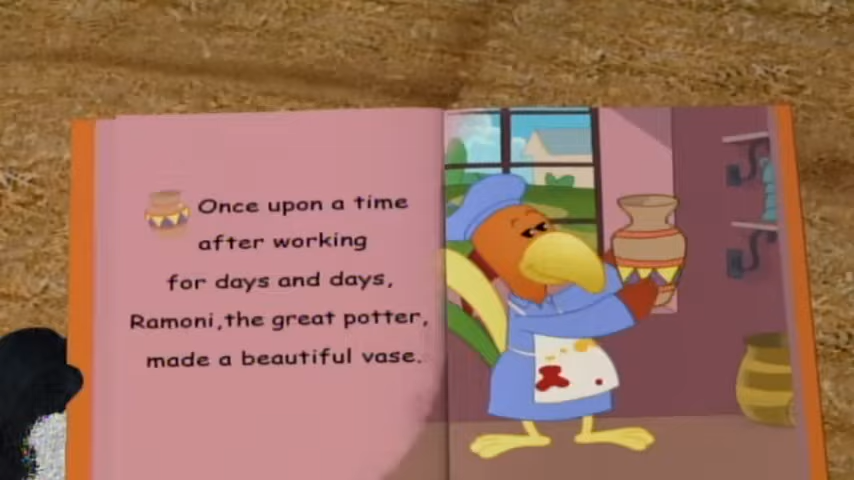 Once upon a time
after working
for days and days,
Ramoni,the great potter,
made a beautiful vase.